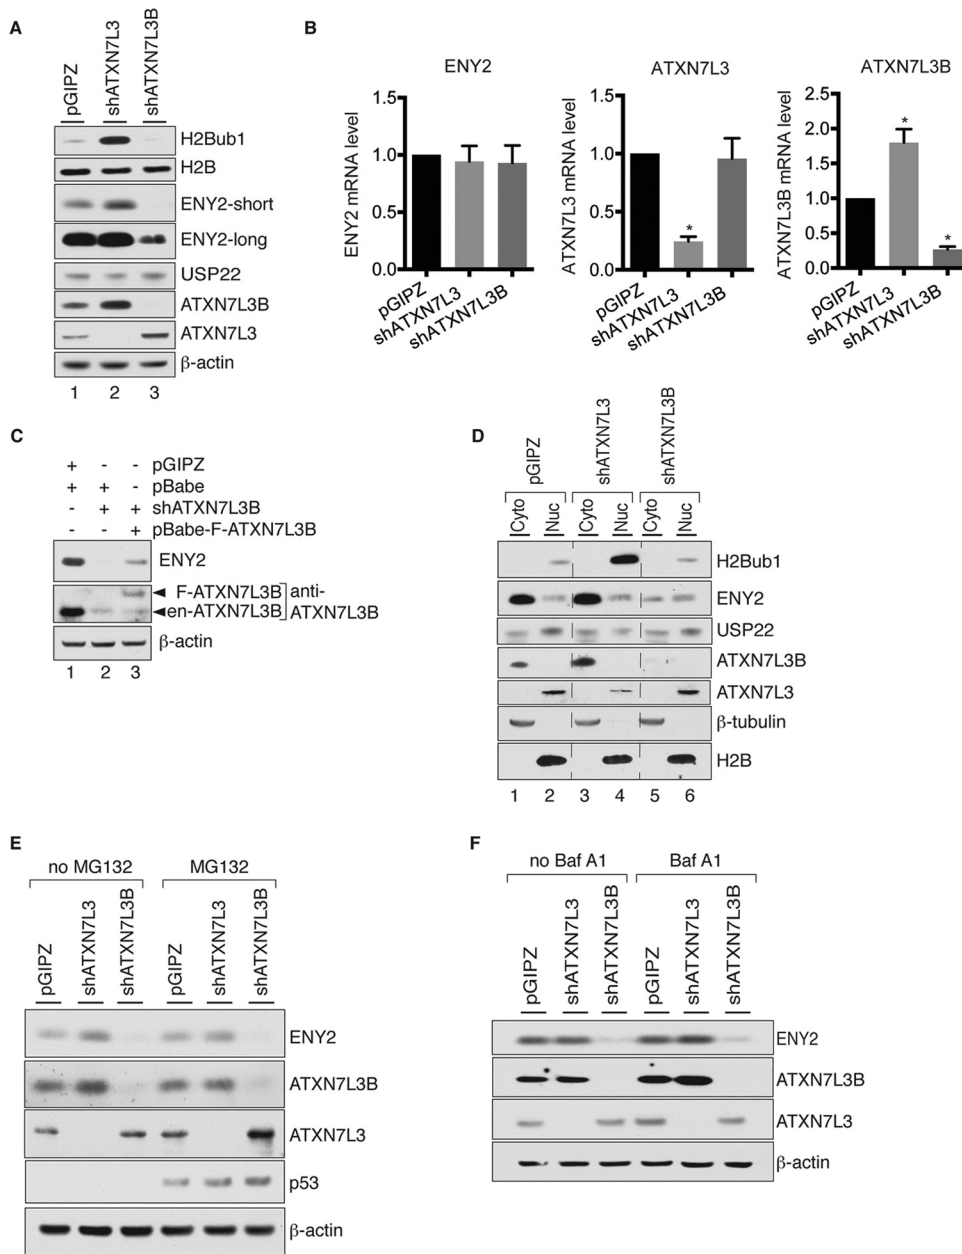 A
pGIPZ
shATXN7L3
shATXN7L3B
H2Bub1
H2B
ENY2-short
ENY2-long
USP22
ATXN7L3B
ATXN7L3
β-actin
1 2 3
B
ENY2
ENY2 mRNA level
1.5
1.0
0.5
0.0
pGIPZ
shATXN7L3
shATXN7L3B
ATXN7L3
ATXN7L3 mRNA level
1.5
1.0
0.5
0.0
*
pGIPZ
shATXN7L3
shATXN7L3B
ATXN7L3B
ATXN7L3B mRNA level
2.5
2.0
1.5
1.0
0.5
0.0
*
*
pGIPZ
shATXN7L3
shATXN7L3B
C
+ - - pGIPZ
+ + - pBabe
- + + shATXN7L3B
- - + pBabe-F-ATXN7L3B
ENY2
F-ATXN7L3B anti-
en-ATXN7L3B ATXN7L3B
β-actin
1 2 3
D
pGIPZ
shATXN7L3
shATXN7L3B
Cyto Nuc Cyto Nuc Cyto Nuc
H2Bub1
ENY2
USP22
ATXN7L3B
ATXN7L3
β-tubulin
H2B
1 2 3 4 5 6
E
no MG132 MG132
pGIPZ
shATXN7L3
shATXN7L3B
pGIPZ
shATXN7L3
shATXN7L3B
ENY2
ATXN7L3B
ATXN7L3
p53
β-actin
F
no Baf A1 Baf A1
pGIPZ
shATXN7L3
shATXN7L3B
pGIPZ
shATXN7L3
shATXN7L3B
ENY2
ATXN7L3B
ATXN7L3
β-actin